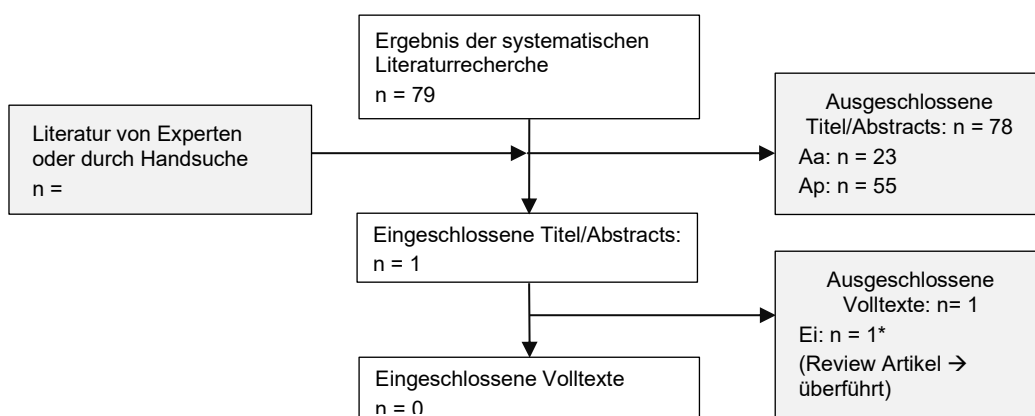 Ergebnis der systematischen
Literaturrecherche
n = 79
Literatur von Experten
oder durch Handsuche
n =
Ausgeschlossene
Titel/Abstracts: n = 78
Aa: n = 23
Ap: n = 55
Eingeschlossene Titel/Abstracts:
n = 1
Ausgeschlossene
Volltexte: n= 1
Ei: n = 1*
(Review Artikel →
überführt)
Eingeschlossene Volltexte
n = 0